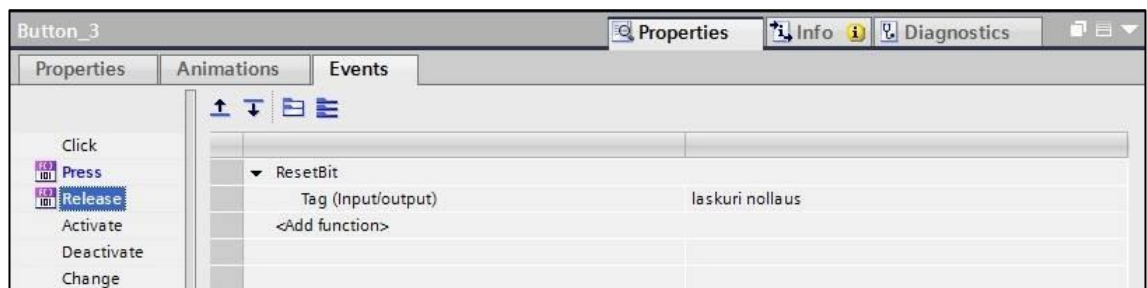 Button_3 Properties Info Diagnostics
Properties Animations Events
Click
Press ResetBit
Release Tag (Input/output) laskuri nollaus
Activate <Add function>
Deactivate
Change